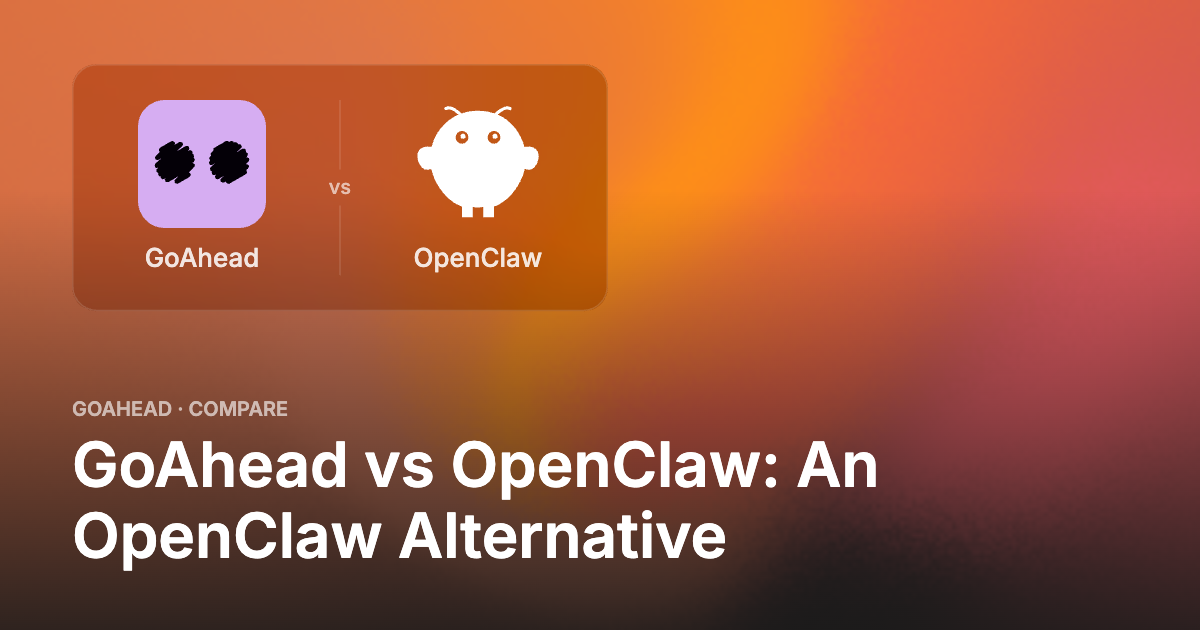 GoAhead
vs
OpenClaw
GOAHEAD · COMPARE
GoAhead vs OpenClaw: An
OpenClaw Alternative